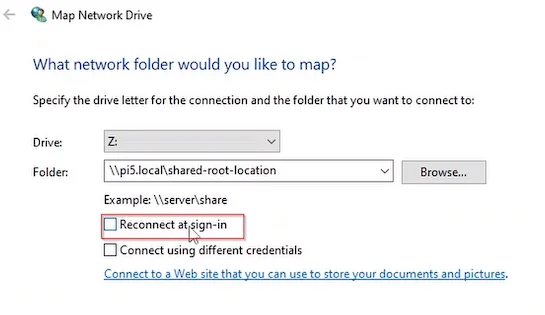 Map Network Drive
What network folder would you like to map?
Specify the drive letter for the connection and the folder that you want to connect to:
Drive: Z:
Folder: \\pi5.local\shared-root-location Browse...
Example: \\server\share
Reconnect at sign-in
Connect using different credentials
Connect to a Web site that you can use to store your documents and pictures.